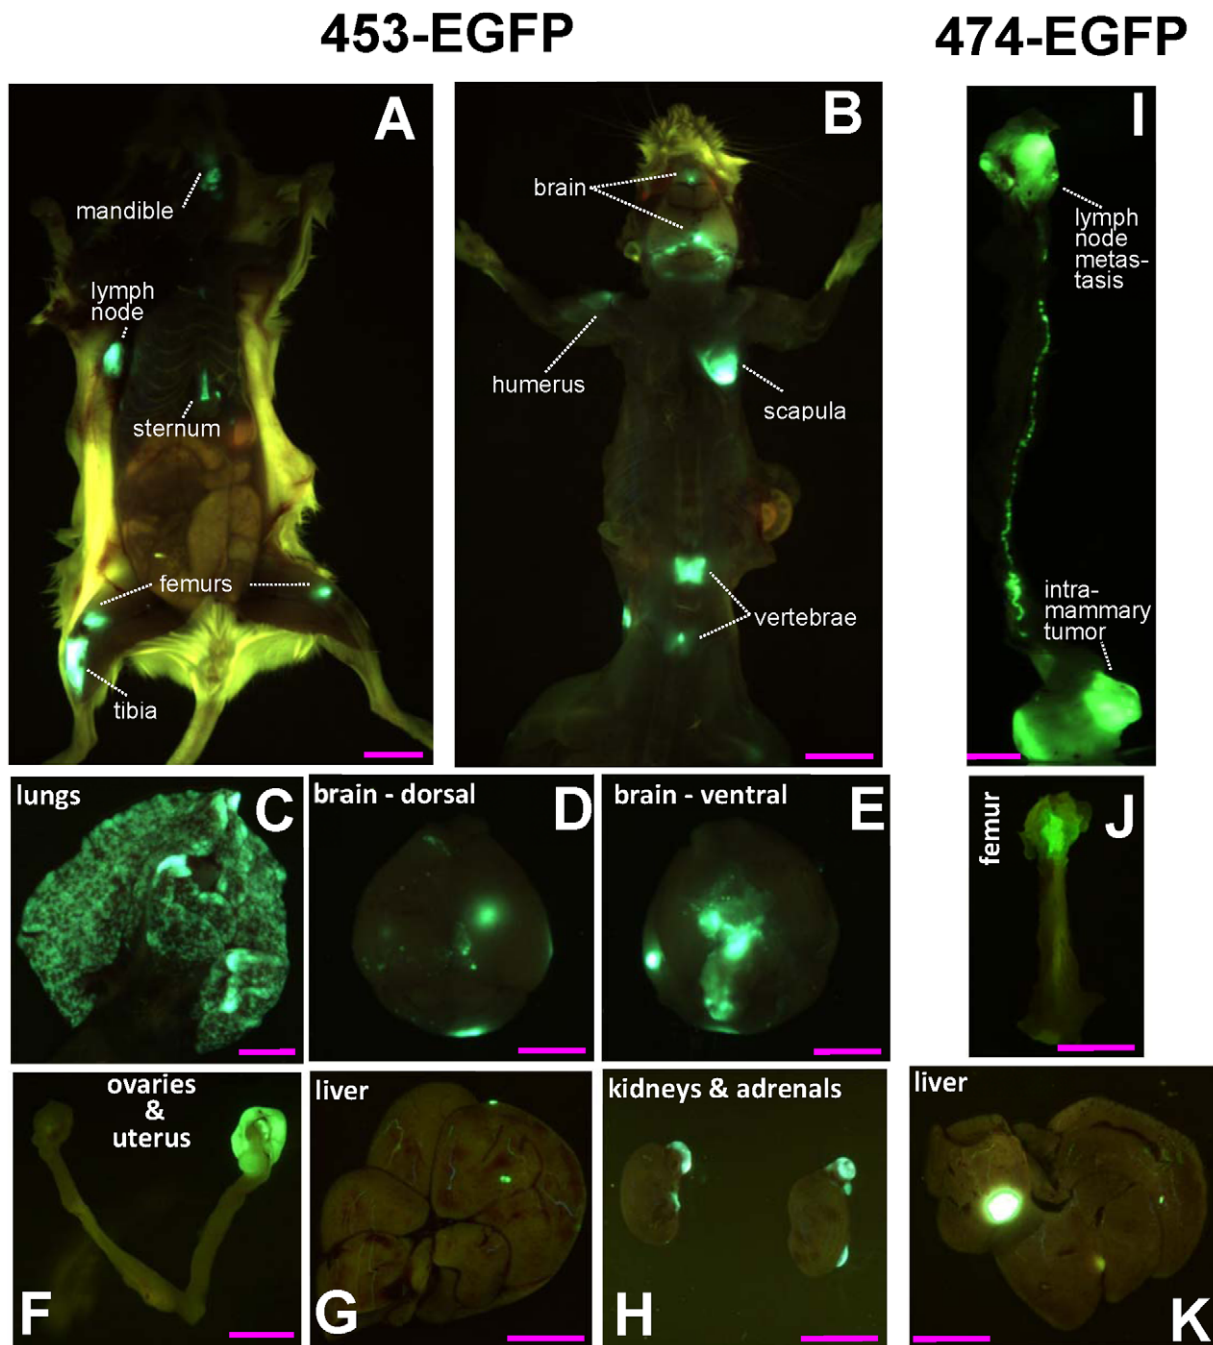 453-EGFP
474-EGFP
A
mandible
lymph
node
sternum
femurs
tibia
B
brain
humerus
scapula
vertebrae
I
lymph
node
metas-
tasis
intra-
mammary
tumor
lungs
C
brain - dorsal
D
brain - ventral
E
femur
J
ovaries
&
uterus
F
liver
G
kidneys & adrenals
H
liver
K